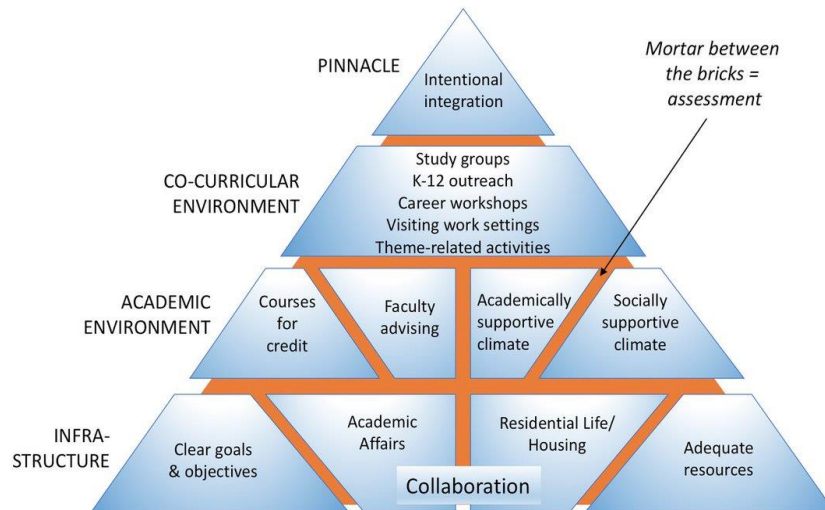 PINNACLE
Intentional
integration
Mortar between
the bricks =
assessment
CO-CURRICULAR
ENVIRONMENT
Study groups
K-12 outreach
Career workshops
Visiting work settings
Theme-related activities
ACADEMIC
ENVIRONMENT
Courses
for
credit
Faculty
advising
Academically
supportive
climate
Socially
supportive
climate
INFRA-
STRUCTURE
Clear goals
& objectives
Academic
Affairs
Residential Life/
Housing
Adequate
resources
Collaboration